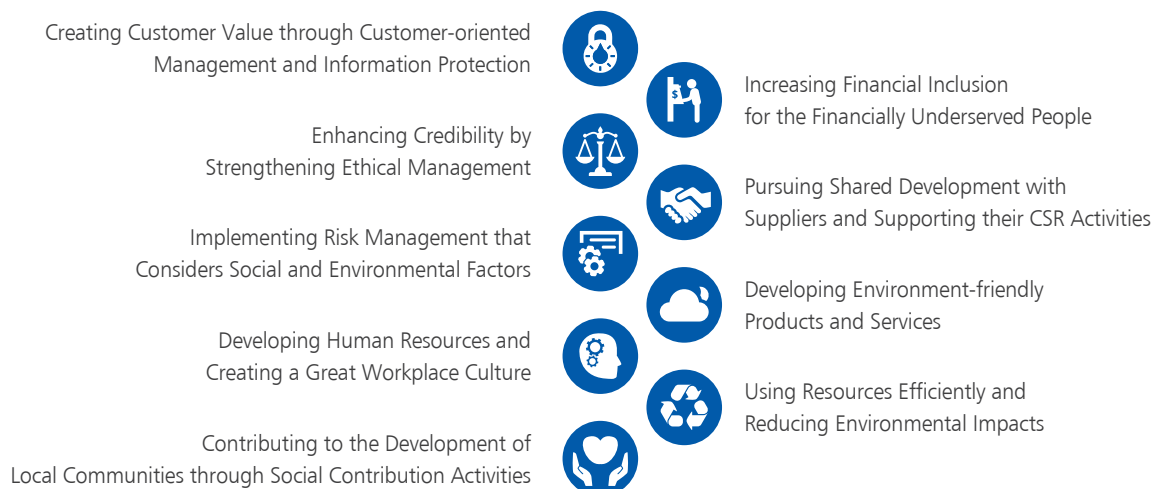 Creating Customer Value through Customer-oriented
Management and Information Protection
Increasing Financial Inclusion
for the Financially Underserved People
Enhancing Credibility by
Strengthening Ethical Management
Pursuing Shared Development with
Suppliers and Supporting their CSR Activities
Implementing Risk Management that
Considers Social and Environmental Factors
Developing Environment-friendly
Products and Services
Developing Human Resources and
Creating a Great Workplace Culture
Using Resources Efficiently and
Reducing Environmental Impacts
Contributing to the Development of
Local Communities through Social Contribution Activities